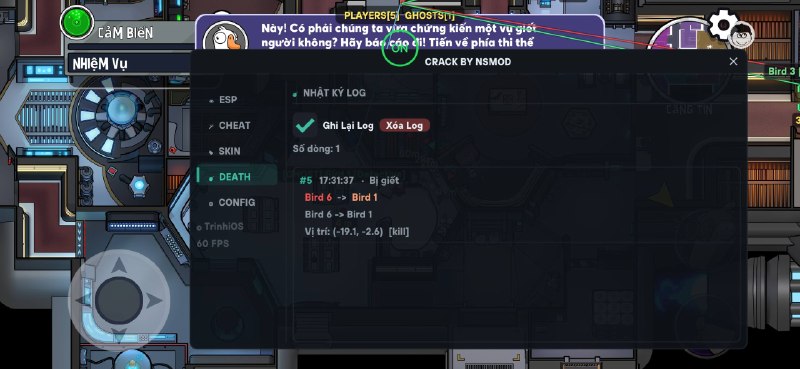 PLAYERS[5] GHOSTS[1]
CẢM BIẾN
Này! Có phải chúng ta vừa chứng kiến một vụ giết
người không? Hãy báo cáo đi! Tiến về phía thi thể
ON
NHIỆM VỤ
CRACK BY NSMOD
Bird 3
CĂNG TIN
ESP
CHEAT
SKIN
DEATH
CONFIG
TrinhiOS
60 FPS
NHẬT KÝ LOG
Ghi Lại Log
Xóa Log
Số dòng: 1
#5 17:31:37 · Bị giết
Bird 6 -> Bird 1
Bird 6 -> Bird 1
Vị trí: (-19.1, -2.6) [kill]